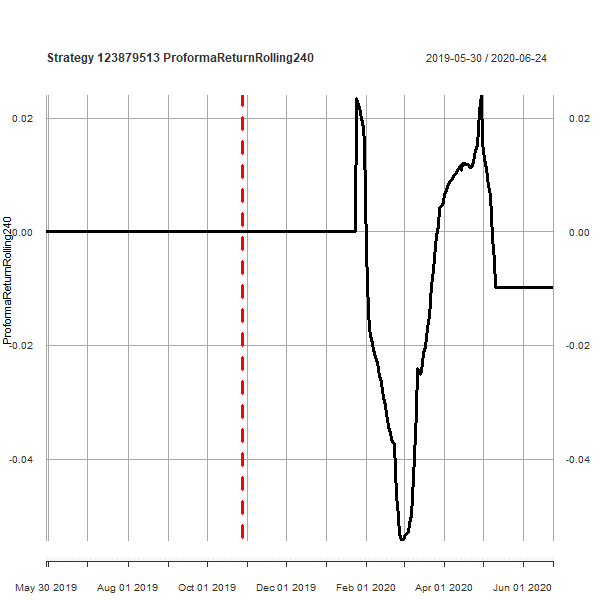 Strategy 123879513 ProformaReturnRolling240
2019-05-30 / 2020-06-24
0.02
0.02
0.00
0.00
-0.02
-0.02
-0.04
-0.04
ProformaReturnRolling240
May 30 2019
Aug 01 2019
Oct 01 2019
Dec 01 2019
Feb 01 2020
Apr 01 2020
Jun 01 2020